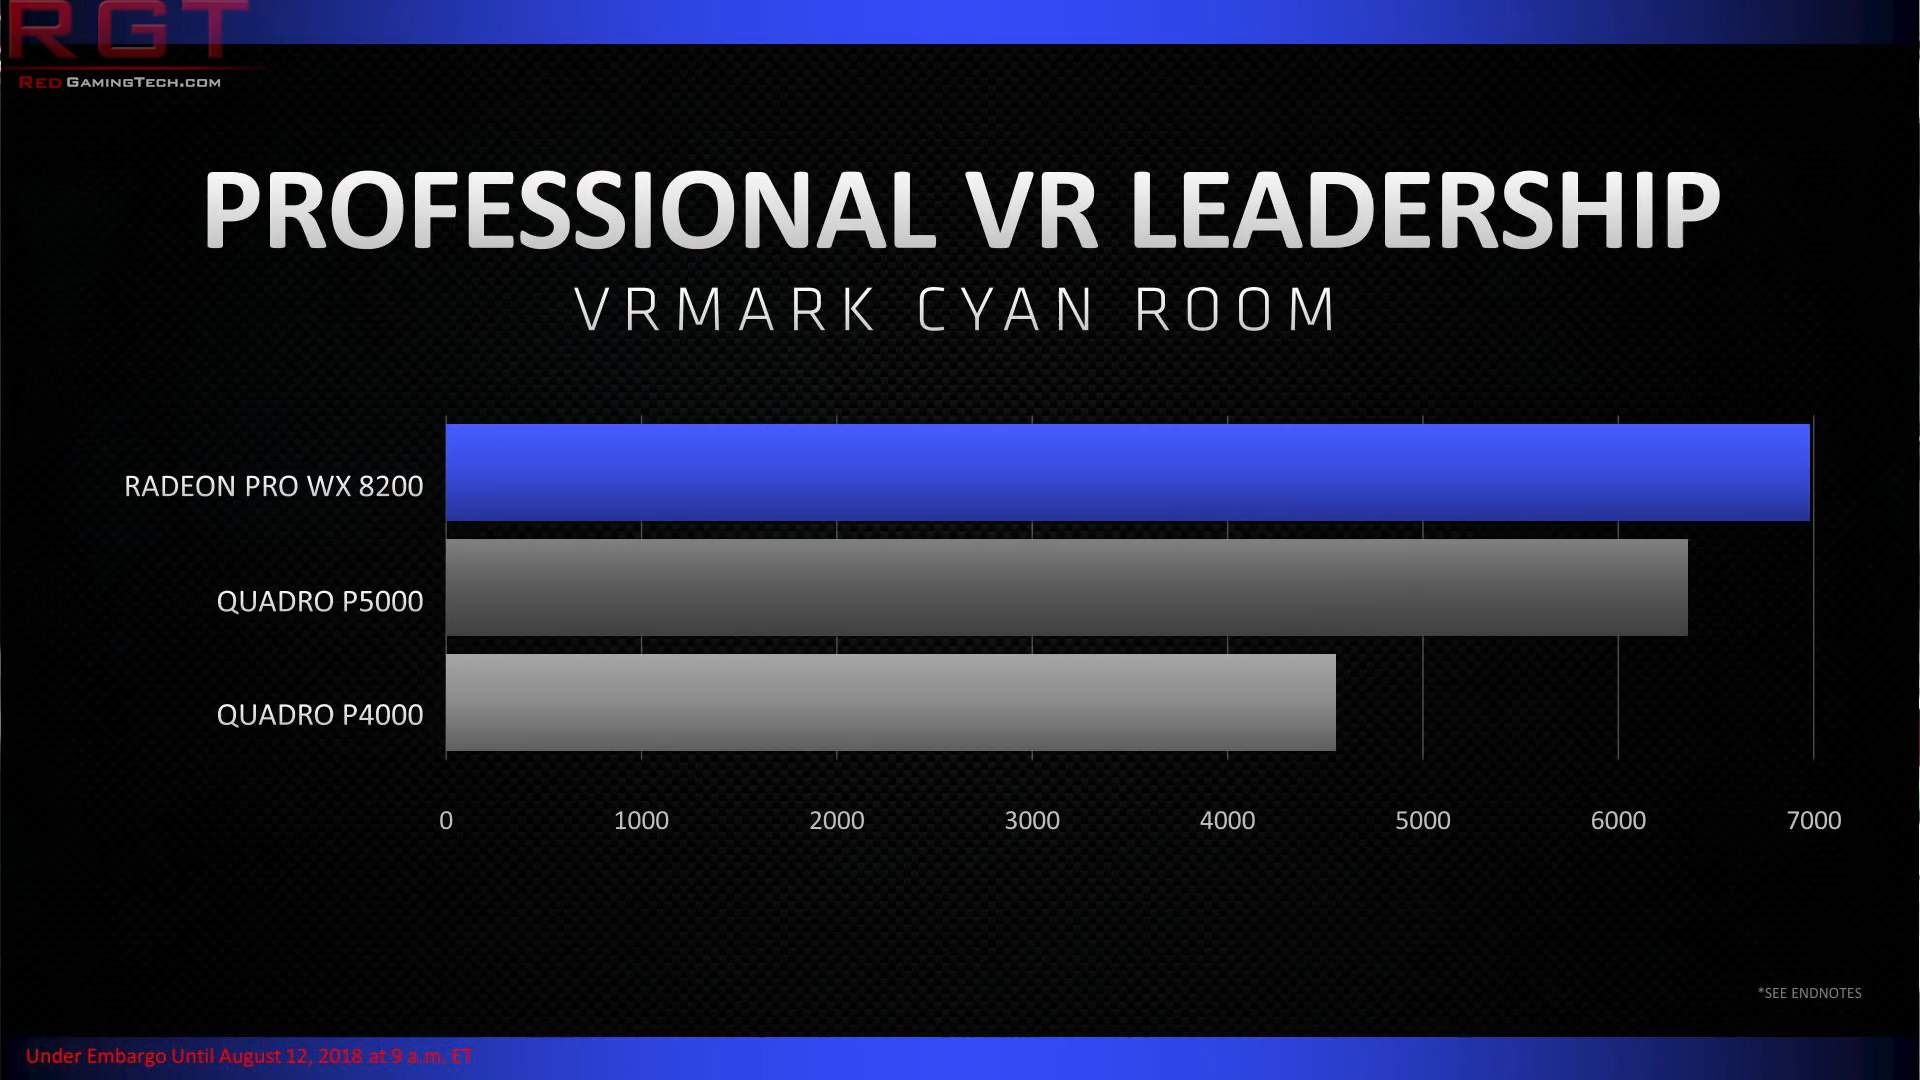 RGT
RED GAMINGTECH.COM
PROFESSIONAL VR LEADERSHIP
VRMARK CYAN ROOM
RADEON PRO WX 8200
QUADRO P5000
QUADRO P4000
0 1000 2000 3000 4000 5000 6000 7000
*SEE ENDNOTES
Under Embargo Until August 12, 2018 at 9 a.m. ET